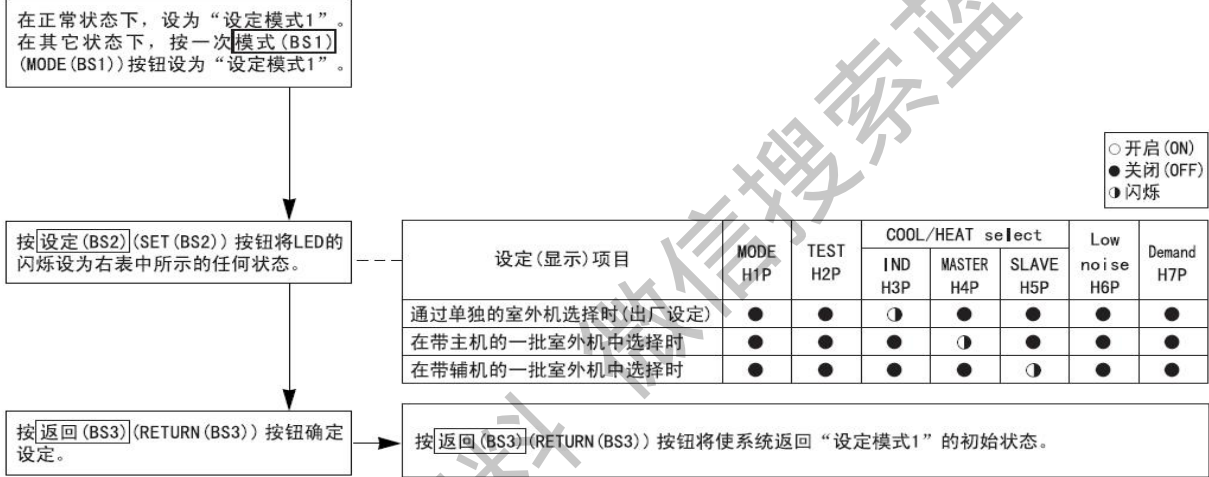 在正常状态下，设为“设定模式1”。
在其它状态下，按一次模式(BS1)
(MODE(BS1))按钮设为“设定模式1”。
○开启(ON)
●关闭(OFF)
◑闪烁
按设定(BS2)(SET(BS2))按钮将LED的
闪烁设为右表中所示的任何状态。
设定(显示)项目 MODE H1P TEST H2P COOL/HEAT select Low noise H6P Demand H7P
IND H3P MASTER H4P SLAVE H5P
通过单独的室外机选择时(出厂设定) ● ● ◑ ● ● ● ●
在带主机的一批室外机中选择时 ● ● ● ◑ ● ● ●
在带辅机的一批室外机中选择时 ● ● ● ● ◑ ● ●
按返回(BS3)(RETURN(BS3))按钮确定
设定。
按返回(BS3)(RETURN(BS3))按钮将使系统返回“设定模式1”的初始状态。
料 微信搜索蓝